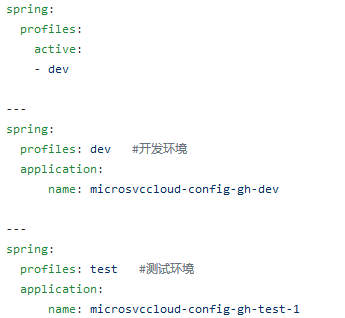 spring:
  profiles:
    active:
    - dev

---
spring:
  profiles: dev   #开发环境
  application:
      name: microsvccloud-config-gh-dev

---
spring:
  profiles: test   #测试环境
  application:
      name: microsvccloud-config-gh-test-1